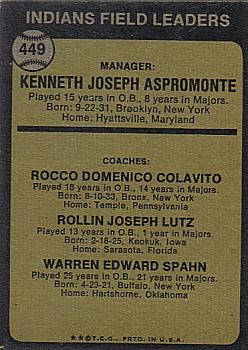 INDIANS FIELD LEADERS
449
MANAGER:
KENNETH JOSEPH ASPROMONTE
Played 15 years in O.B., 8 years in Majors.
Born: 9-22-31, Brooklyn, New York
Home: Hyattsville, Maryland
COACHES:
ROCCO DOMENICO COLAVITO
Played 18 years in O.B., 14 years in Majors.
Born: 8-10-33, Bronx, New York
Home: Temple, Pennsylvania
ROLLIN JOSEPH LUTZ
Played 13 years in O.B., 1 year in Majors.
Born: 2-18-25, Keokuk, Iowa
Home: Sarasota, Florida
WARREN EDWARD SPAHN
Played 25 years in O.B., 21 years in Majors.
Born: 4-23-21, Buffalo, New York
Home: Hartshorne, Oklahoma
★★©T.C.G., PRTD. IN U.S.A.